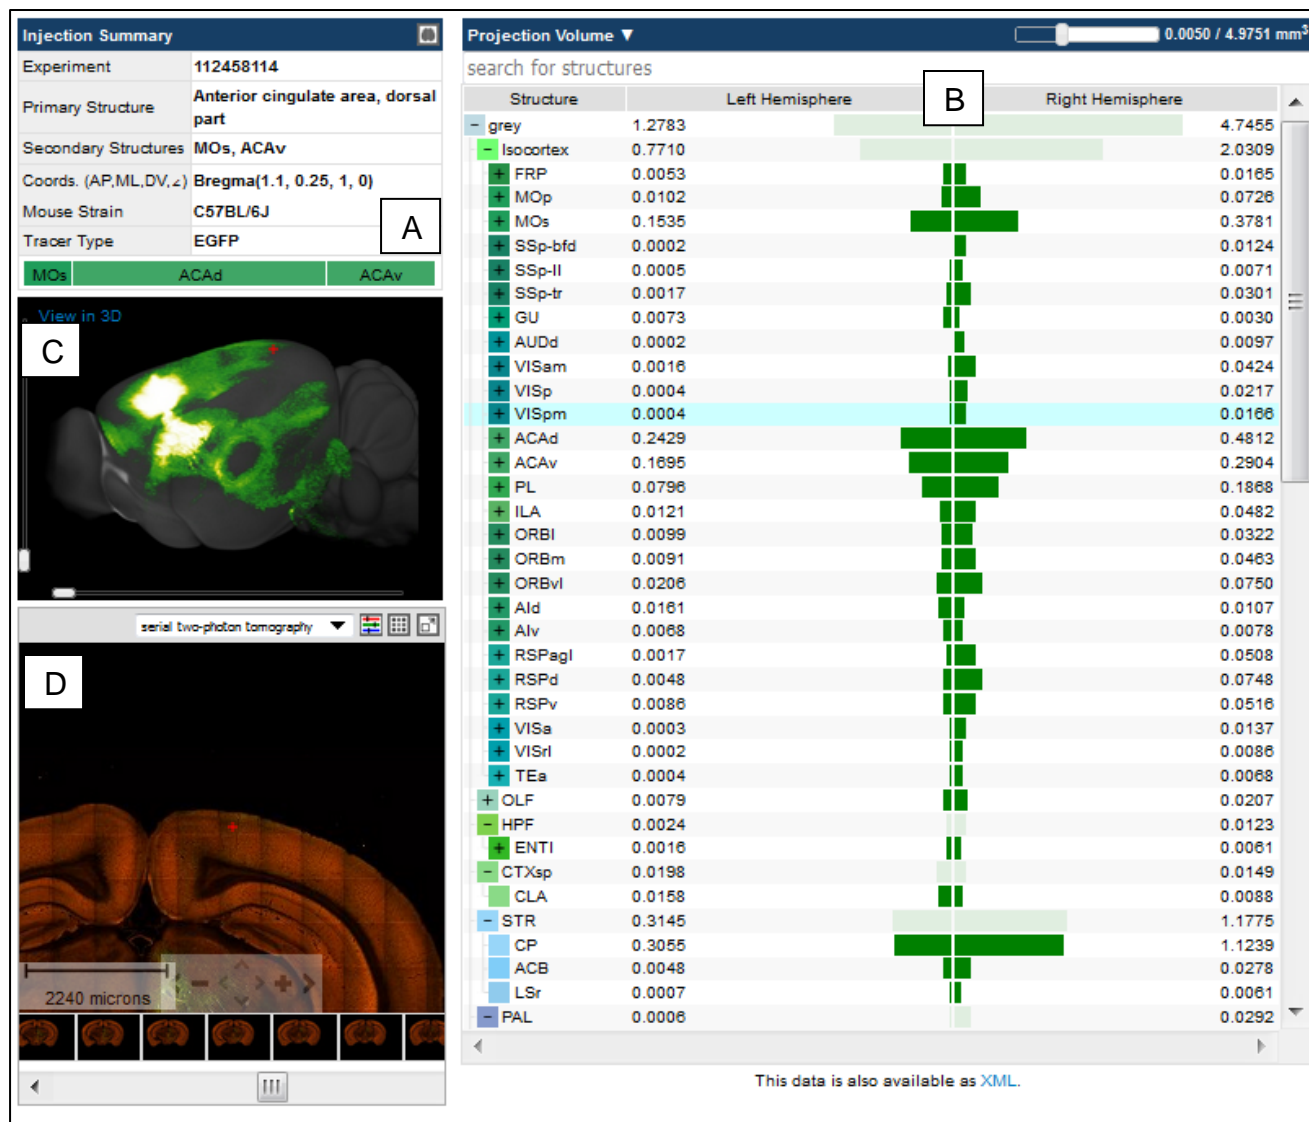 Injection Summary
Experiment 112458114
Primary Structure Anterior cingulate area, dorsal
part
Secondary Structures MOs, ACAv
Coords. (AP,ML,DV,∠) Bregma(1.1, 0.25, 1, 0)
Mouse Strain C57BL/6J
Tracer Type EGFP
A
MOs ACAd ACAv
View in 3D
C
serial two-photon tomography
D
2240 microns
Projection Volume ▼ 0.0050 / 4.9751 mm³
search for structures
Structure Left Hemisphere Right Hemisphere
B
− grey 1.2783 4.7455
− Isocortex 0.7710 2.0309
+ FRP 0.0053 0.0165
+ MOp 0.0102 0.0726
+ MOs 0.1535 0.3781
+ SSp-bfd 0.0002 0.0124
+ SSp-ll 0.0005 0.0071
+ SSp-tr 0.0017 0.0301
+ GU 0.0073 0.0030
+ AUDd 0.0002 0.0097
+ VISam 0.0016 0.0424
+ VISp 0.0004 0.0217
+ VISpm 0.0004 0.0166
+ ACAd 0.2429 0.4812
+ ACAv 0.1695 0.2904
+ PL 0.0796 0.1868
+ ILA 0.0121 0.0482
+ ORBl 0.0099 0.0322
+ ORBm 0.0091 0.0463
+ ORBvl 0.0206 0.0750
+ AId 0.0161 0.0107
+ AIv 0.0068 0.0078
+ RSPagl 0.0017 0.0508
+ RSPd 0.0048 0.0748
+ RSPv 0.0086 0.0516
+ VISa 0.0003 0.0137
+ VISrl 0.0002 0.0086
+ TEa 0.0004 0.0068
+ OLF 0.0079 0.0207
− HPF 0.0024 0.0123
+ ENTl 0.0016 0.0061
− CTXsp 0.0198 0.0149
CLA 0.0158 0.0088
− STR 0.3145 1.1775
CP 0.3055 1.1239
ACB 0.0048 0.0278
LSr 0.0007 0.0061
− PAL 0.0006 0.0292
This data is also available as XML.